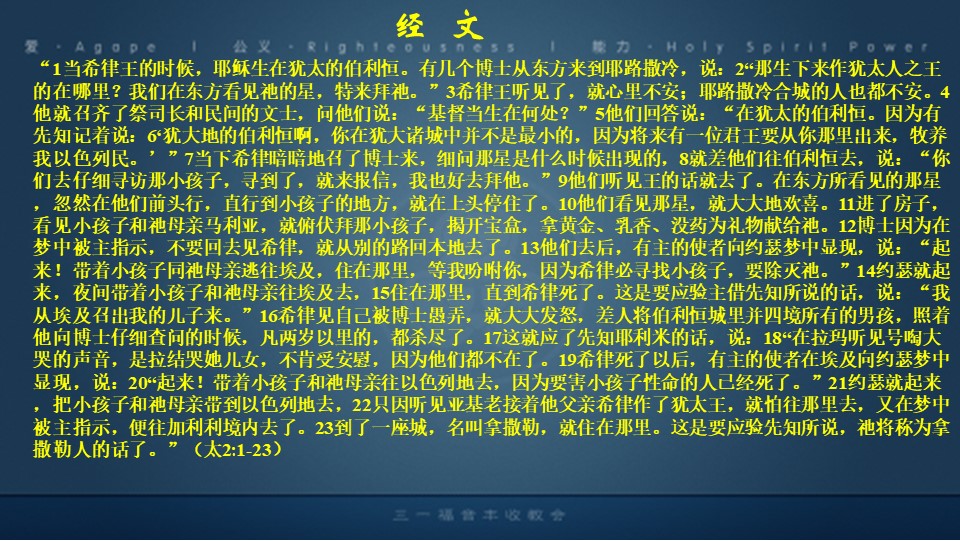 经 文
爱 · Agape | 公义 · Righteousness | 能力 · Holy Spirit Power
“1当希律王的时候，耶稣生在犹太的伯利恒。有几个博士从东方来到耶路撒冷，说：2“那生下来作犹太人之王
的在哪里？我们在东方看见祂的星，特来拜祂。”3希律王听见了，就心里不安；耶路撒冷合城的人也都不安。4
他就召齐了祭司长和民间的文士，问他们说：“基督当生在何处？”5他们回答说：“在犹太的伯利恒。因为有
先知记着说：6‘犹大地的伯利恒啊，你在犹大诸城中并不是最小的，因为将来有一位君王要从你那里出来，牧养
我以色列民。’”7当下希律暗暗地召了博士来，细问那星是什么时候出现的，8就差他们往伯利恒去，说：“你
们去仔细寻访那小孩子，寻到了，就来报信，我也好去拜他。”9他们听见王的话就去了。在东方所看见的那星
，忽然在他们前头行，直行到小孩子的地方，就在上头停住了。10他们看见那星，就大大地欢喜。11进了房子，
看见小孩子和祂母亲马利亚，就俯伏拜那小孩子，揭开宝盒，拿黄金、乳香、没药为礼物献给祂。12博士因为在
梦中被主指示，不要回去见希律，就从别的路回本地去了。13他们去后，有主的使者向约瑟梦中显现，说：“起
来！带着小孩子同祂母亲逃往埃及，住在那里，等我吩咐你，因为希律必寻找小孩子，要除灭祂。”14约瑟就起
来，夜间带着小孩子和祂母亲往埃及去，15住在那里，直到希律死了。这是要应验主借先知所说的话，说：“我
从埃及召出我的儿子来。”16希律见自己被博士愚弄，就大大发怒，差人将伯利恒城里并四境所有的男孩，照着
他向博士仔细查问的时候，凡两岁以里的，都杀尽了。17这就应了先知耶利米的话，说：18“在拉玛听见号啕大
哭的声音，是拉结哭她儿女，不肯受安慰，因为他们都不在了。19希律死了以后，有主的使者在埃及向约瑟梦中
显现，说：20“起来！带着小孩子和祂母亲往以色列地去，因为要害小孩子性命的人已经死了。”21约瑟就起来
，把小孩子和祂母亲带到以色列地去，22只因听见亚基老接着他父亲希律作了犹太王，就怕往那里去，又在梦中
被主指示，便往加利利境内去了。23到了一座城，名叫拿撒勒，就住在那里。这是要应验先知所说，祂将称为拿
撒勒人的话了。”（太2:1-23）
三一福音丰收教会